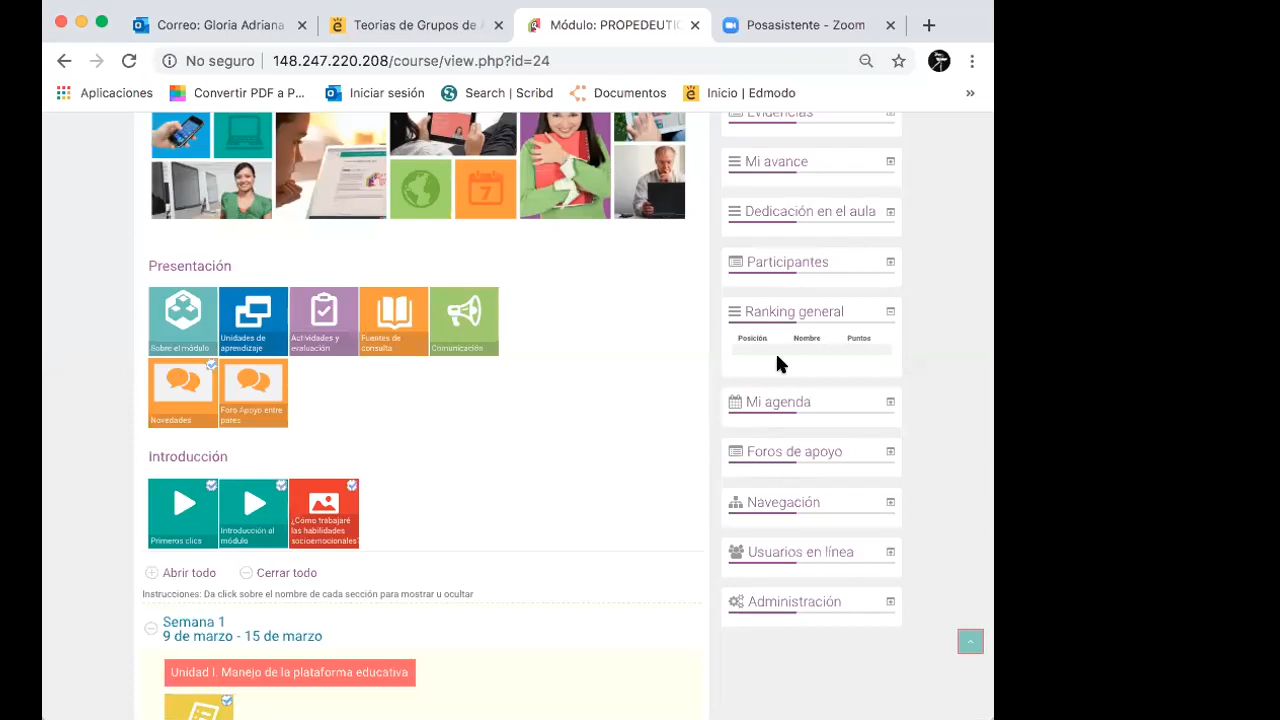 Correo: Gloria Adriana
Teorias de Grupos de A
Módulo: PROPEDEUTIC
Posasistente - Zoom
No seguro
148.247.220.208/course/view.php?id=24
Aplicaciones
Convertir PDF a P...
Iniciar sesión
Search | Scribd
Documentos
Inicio | Edmodo
»
7
Presentación
Sobre el módulo
Unidades de
aprendizaje
Actividades y
evaluación
Fuentes de
consulta
Comunicación
Novedades
Foro Apoyo entre
pares
Introducción
Primeros clics
Introducción al
módulo
¿Cómo trabajaré
las habilidades
socioemocionales?
Abrir todo
Cerrar todo
Instrucciones: Da click sobre el nombre de cada sección para mostrar u ocultar
Semana 1
9 de marzo - 15 de marzo
Unidad I. Manejo de la plataforma educativa
Evidencias
Mi avance
Dedicación en el aula
Participantes
Ranking general
Posición Nombre Puntos
Mi agenda
Foros de apoyo
Navegación
Usuarios en línea
Administración